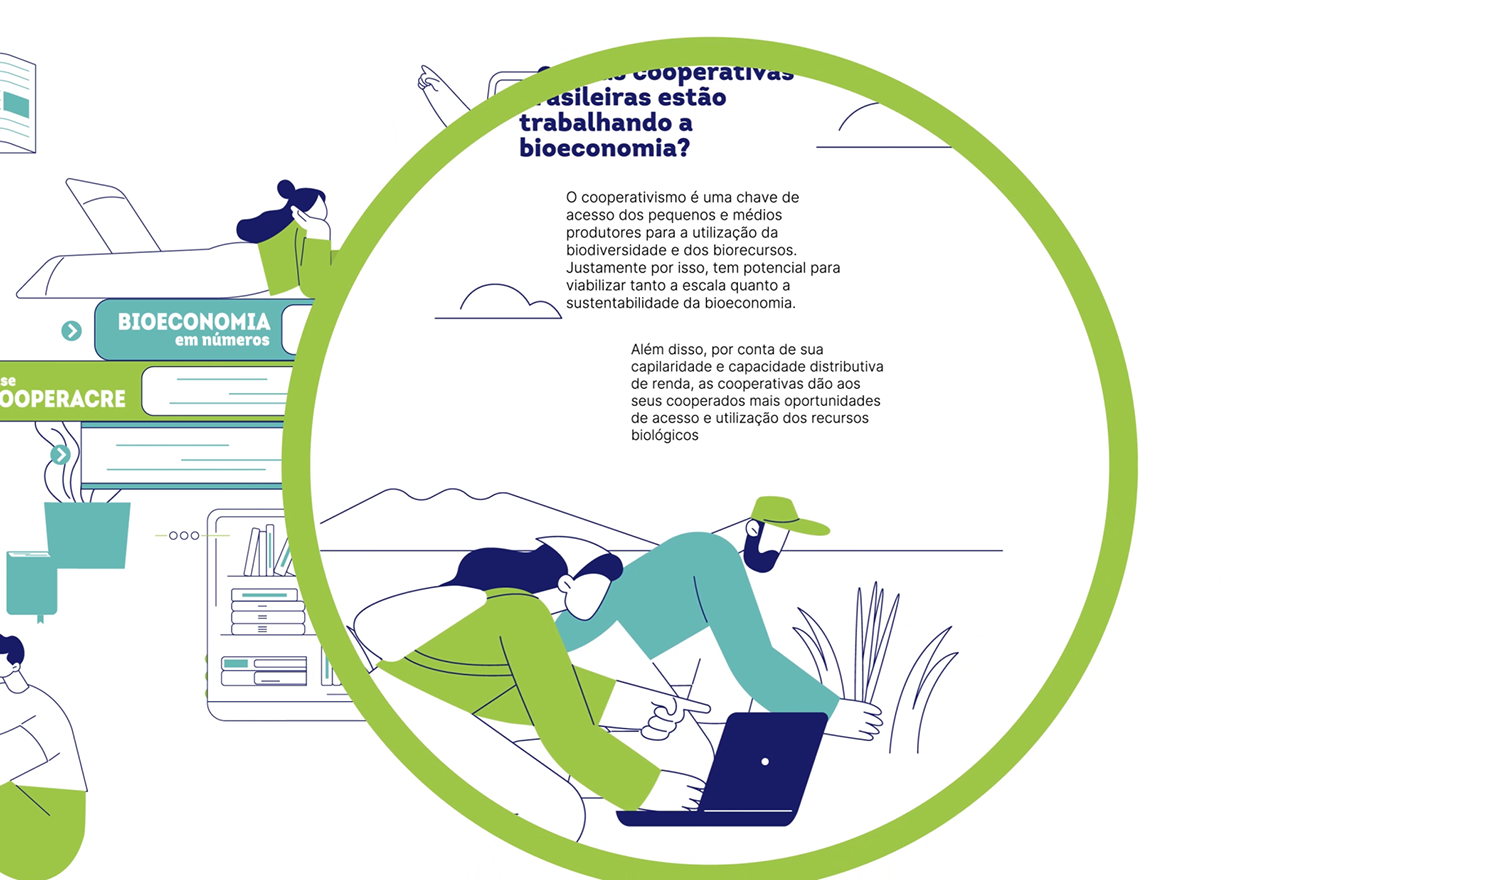 cooperativas
brasileiras estão
trabalhando a
bioeconomia?
O cooperativismo é uma chave de
acesso dos pequenos e médios
produtores para a utilização da
biodiversidade e dos biorecursos.
Justamente por isso, tem potencial para
viabilizar tanto a escala quanto a
sustentabilidade da bioeconomia.
Além disso, por conta de sua
capilaridade e capacidade distributiva
de renda, as cooperativas dão aos
seus cooperados mais oportunidades
de acesso e utilização dos recursos
biológicos
BIOECONOMIA
em números
se
OOPERACRE